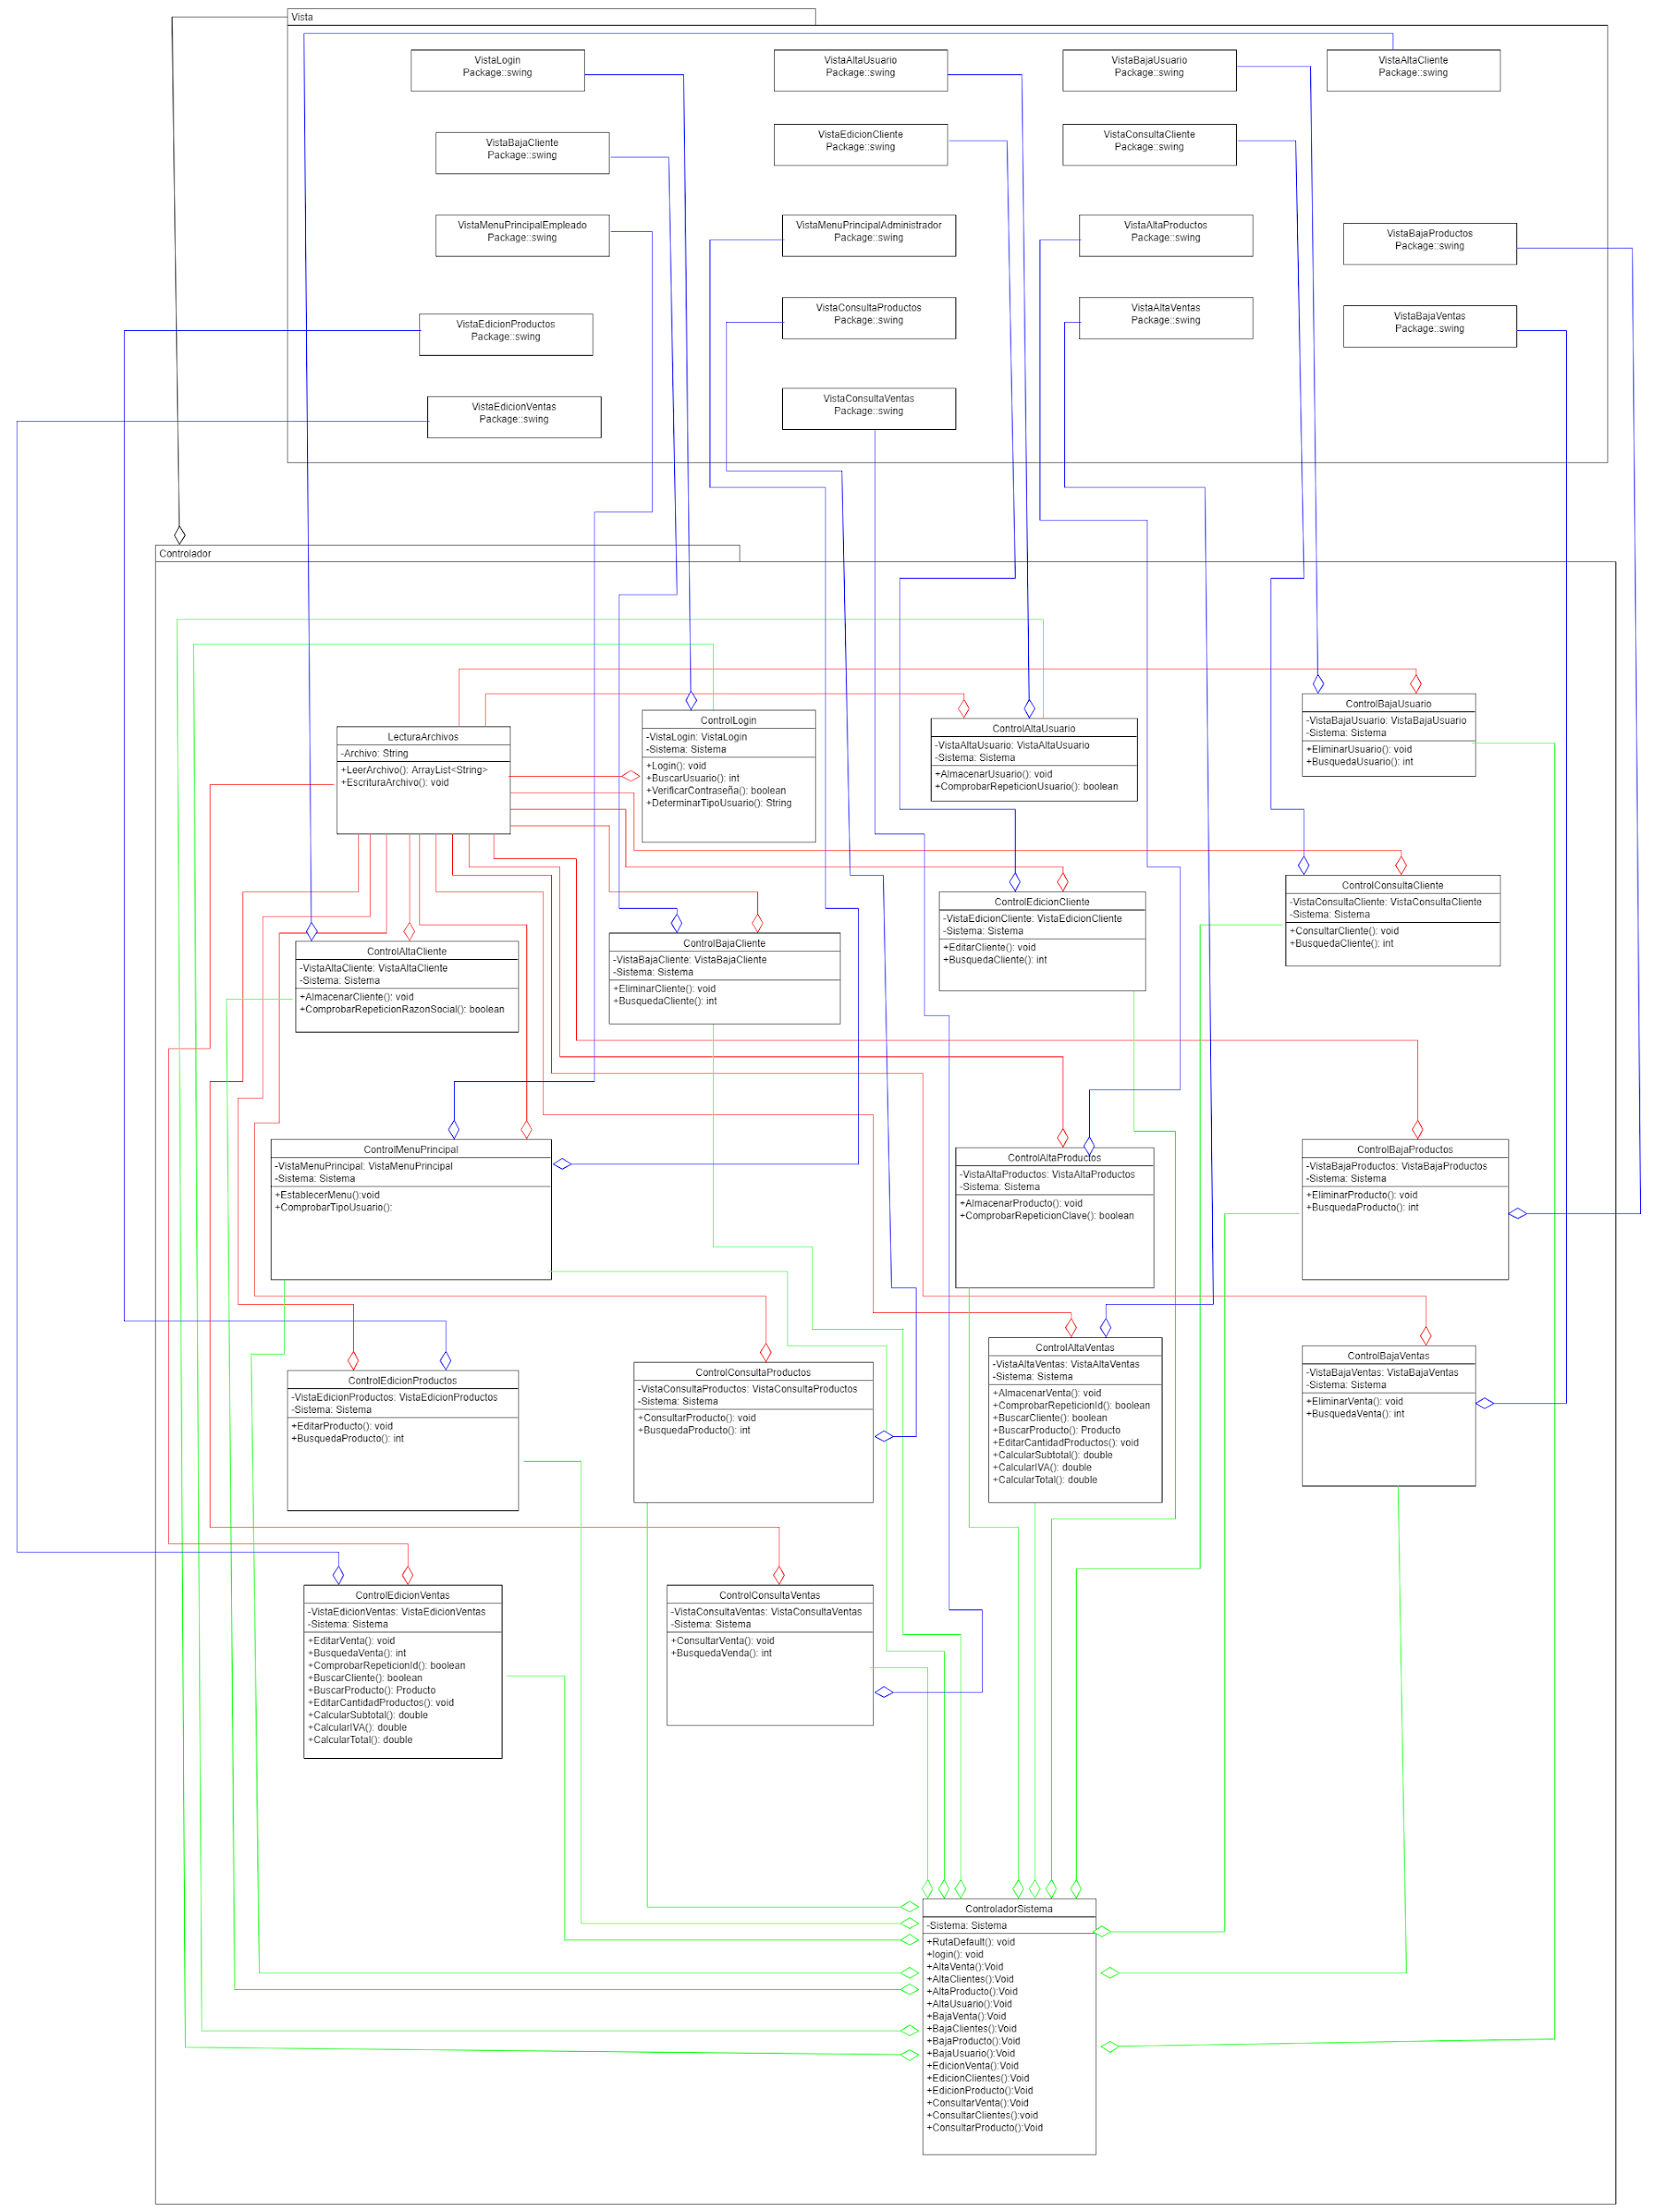 Vista
VistaLogin
Package::swing
VistaAltaUsuario
Package::swing
VistaBajaUsuario
Package::swing
VistaAltaCliente
Package::swing
VistaBajaCliente
Package::swing
VistaEdicionCliente
Package::swing
VistaConsultaCliente
Package::swing
VistaMenuPrincipalEmpleado
Package::swing
VistaMenuPrincipalAdministrador
Package::swing
VistaAltaProductos
Package::swing
VistaBajaProductos
Package::swing
VistaEdicionProductos
Package::swing
VistaConsultaProductos
Package::swing
VistaAltaVentas
Package::swing
VistaBajaVentas
Package::swing
VistaEdicionVentas
Package::swing
VistaConsultaVentas
Package::swing
Controlador
LecturaArchivos
-Archivo: String
+LeerArchivo(): ArrayList<String>
+EscrituraArchivo(): void
ControlLogin
-VistaLogin: VistaLogin
-Sistema: Sistema
+Login(): void
+BuscarUsuario(): int
+VerificarContraseña(): boolean
+DeterminarTipoUsuario(): String
ControlAltaUsuario
-VistaAltaUsuario: VistaAltaUsuario
-Sistema: Sistema
+AlmacenarUsuario(): void
+ComprobarRepeticionUsuario(): boolean
ControlBajaUsuario
-VistaBajaUsuario: VistaBajaUsuario
-Sistema: Sistema
+EliminarUsuario(): void
+BusquedaUsuario(): int
ControlAltaCliente
-VistaAltaCliente: VistaAltaCliente
-Sistema: Sistema
+AlmacenarCliente(): void
+ComprobarRepeticionRazonSocial(): boolean
ControlBajaCliente
-VistaBajaCliente: VistaBajaCliente
-Sistema: Sistema
+EliminarCliente(): void
+BusquedaCliente(): int
ControlEdicionCliente
-VistaEdicionCliente: VistaEdicionCliente
-Sistema: Sistema
+EditarCliente(): void
+BusquedaCliente(): int
ControlConsultaCliente
-VistaConsultaCliente: VistaConsultaCliente
-Sistema: Sistema
+ConsultarCliente(): void
+BusquedaCliente(): int
ControlMenuPrincipal
-VistaMenuPrincipal: VistaMenuPrincipal
-Sistema: Sistema
+EstablecerMenu():void
+ComprobarTipoUsuario():
ControlAltaProductos
-VistaAltaProductos: VistaAltaProductos
-Sistema: Sistema
+AlmacenarProducto(): void
+ComprobarRepeticionClave(): boolean
ControlBajaProductos
-VistaBajaProductos: VistaBajaProductos
-Sistema: Sistema
+EliminarProducto(): void
+BusquedaProducto(): int
ControlEdicionProductos
-VistaEdicionProductos: VistaEdicionProductos
-Sistema: Sistema
+EditarProducto(): void
+BusquedaProducto(): int
ControlConsultaProductos
-VistaConsultaProductos: VistaConsultaProductos
-Sistema: Sistema
+ConsultarProducto(): void
+BusquedaProducto(): int
ControlAltaVentas
-VistaAltaVentas: VistaAltaVentas
-Sistema: Sistema
+AlmacenarVenta(): void
+ComprobarRepeticionId(): boolean
+BuscarCliente(): boolean
+BuscarProducto(): Producto
+EditarCantidadProductos(): void
+CalcularSubtotal(): double
+CalcularIVA(): double
+CalcularTotal(): double
ControlBajaVentas
-VistaBajaVentas: VistaBajaVentas
-Sistema: Sistema
+EliminarVenta(): void
+BusquedaVenta(): int
ControlEdicionVentas
-VistaEdicionVentas: VistaEdicionVentas
-Sistema: Sistema
+EditarVenta(): void
+BusquedaVenta(): int
+ComprobarRepeticionId(): boolean
+BuscarCliente(): boolean
+BuscarProducto(): Producto
+EditarCantidadProductos(): void
+CalcularSubtotal(): double
+CalcularIVA(): double
+CalcularTotal(): double
ControlConsultaVentas
-VistaConsultaVentas: VistaConsultaVentas
-Sistema: Sistema
+ConsultarVenta(): void
+BusquedaVenda(): int
ControladorSistema
-Sistema: Sistema
+RutaDefault(): void
+login(): void
+AltaVenta():Void
+AltaClientes():Void
+AltaProducto():Void
+AltaUsuario():Void
+BajaVenta():Void
+BajaClientes():Void
+BajaProducto():Void
+BajaUsuario():Void
+EdicionVenta():Void
+EdicionClientes():Void
+EdicionProducto():Void
+ConsultarVenta():Void
+ConsultarClientes():void
+ConsultarProducto():Void